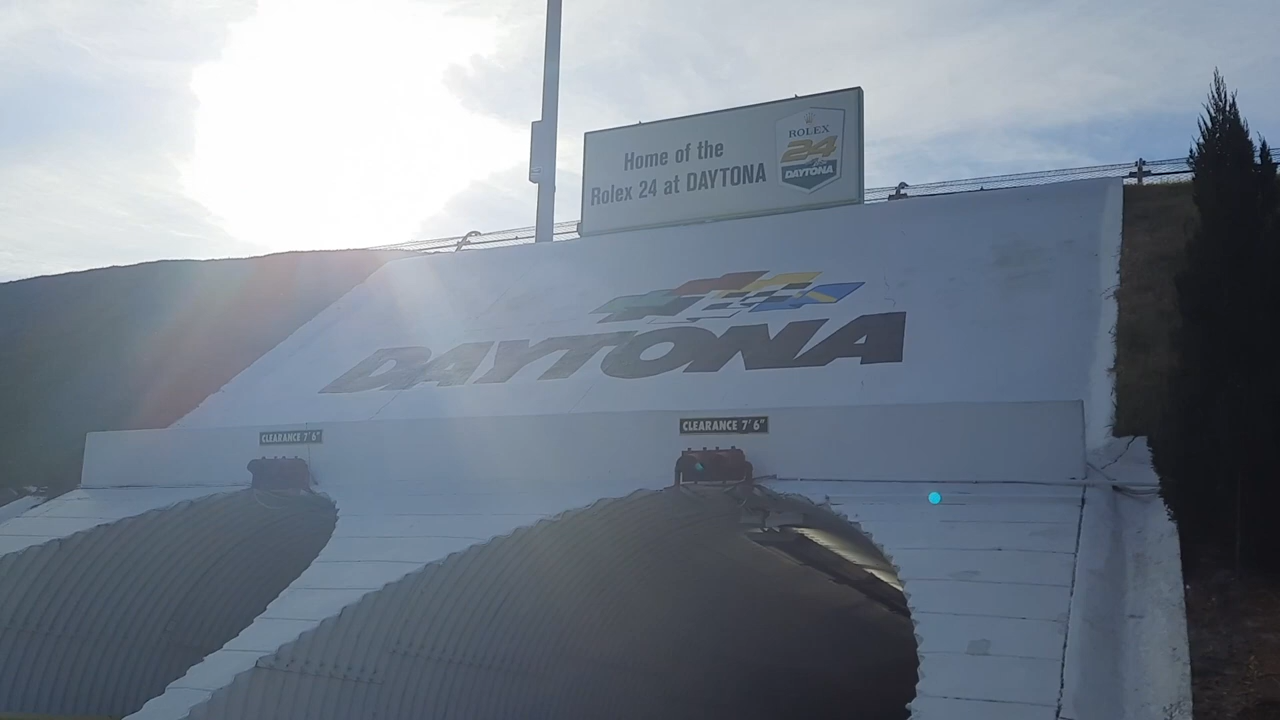 Home of the
Rolex 24 at DAYTONA
ROLEX
24
DAYTONA
DAYTONA
CLEARANCE 7'6"
CLEARANCE 7'6"